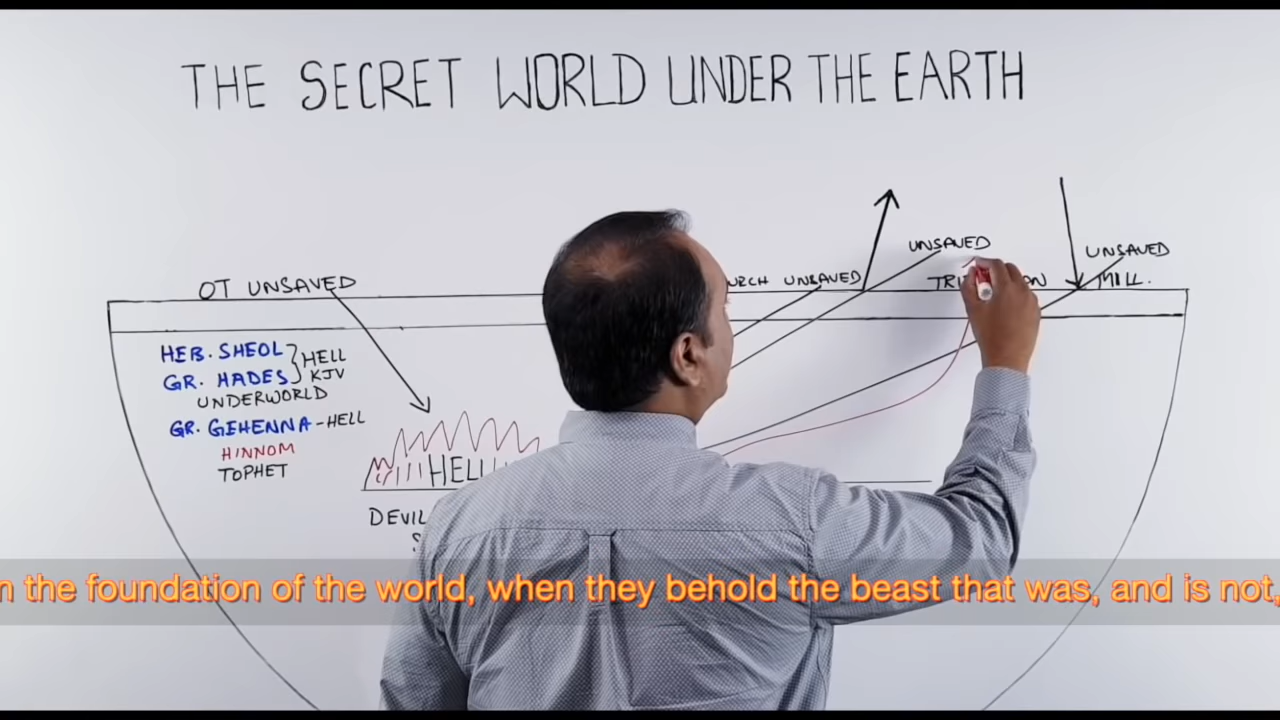 THE SECRET WORLD UNDER THE EARTH
UNSAVED
UNSAVED
OT UNSAVED
UNSAVED
MILL.
HEB. SHEOL
HELL
GR. HADES
KJV
UNDERWORLD
GR. GEHENNA - HELL
HINNOM
TOPHET
HELL
DEVIL
the foundation of the world, when they behold the beast that was, and is not,